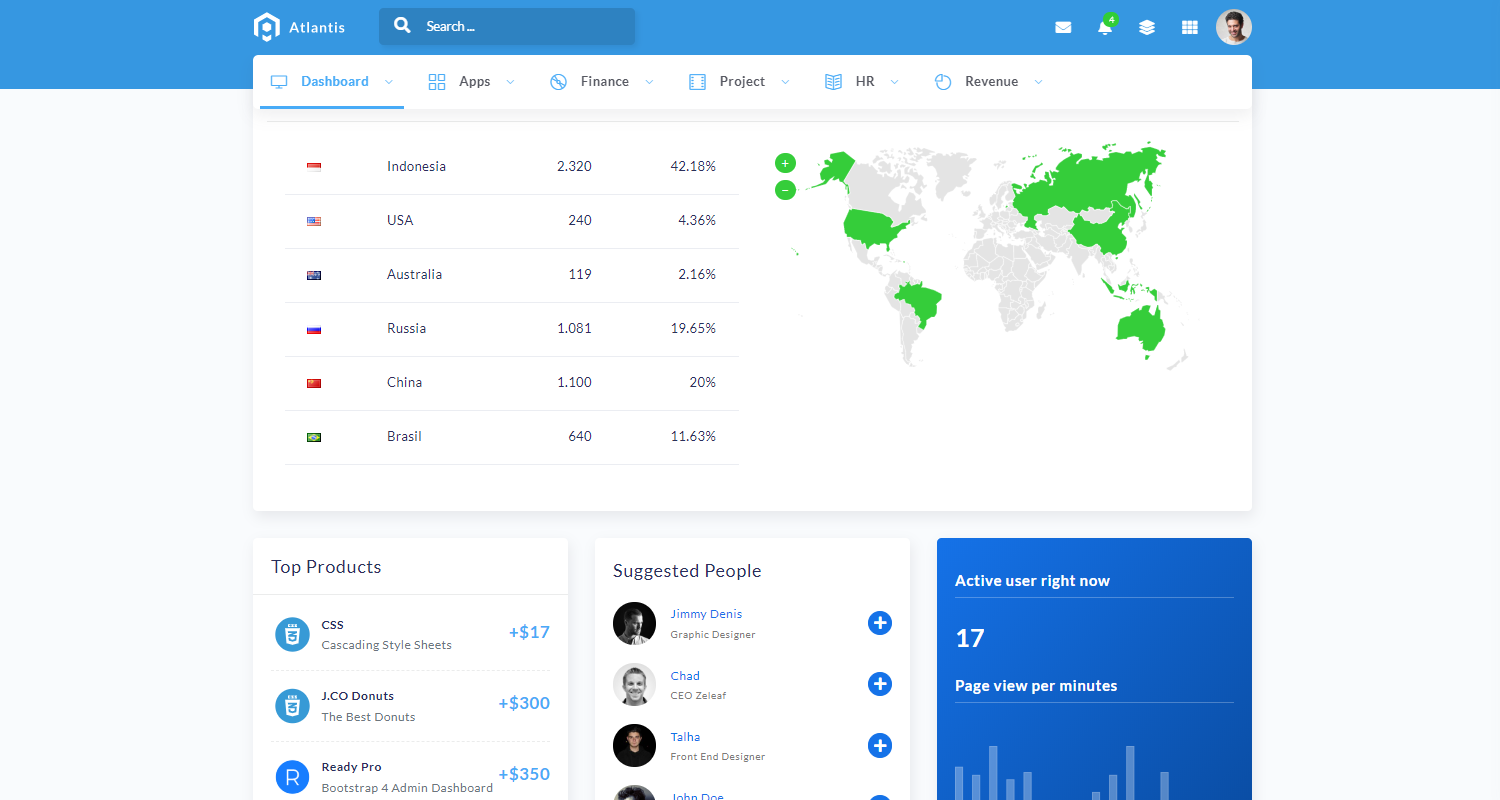 Atlantis
Search ...
4
Dashboard
Apps
Finance
Project
HR
Revenue
Indonesia 2.320 42.18%
USA 240 4.36%
Australia 119 2.16%
Russia 1.081 19.65%
China 1.100 20%
Brasil 640 11.63%
+
−
Top Products
CSS
Cascading Style Sheets
+$17
J.CO Donuts
The Best Donuts
+$300
Ready Pro
Bootstrap 4 Admin Dashboard
+$350
Suggested People
Jimmy Denis
Graphic Designer
Chad
CEO Zeleaf
Talha
Front End Designer
John Doe
Active user right now
17
Page view per minutes